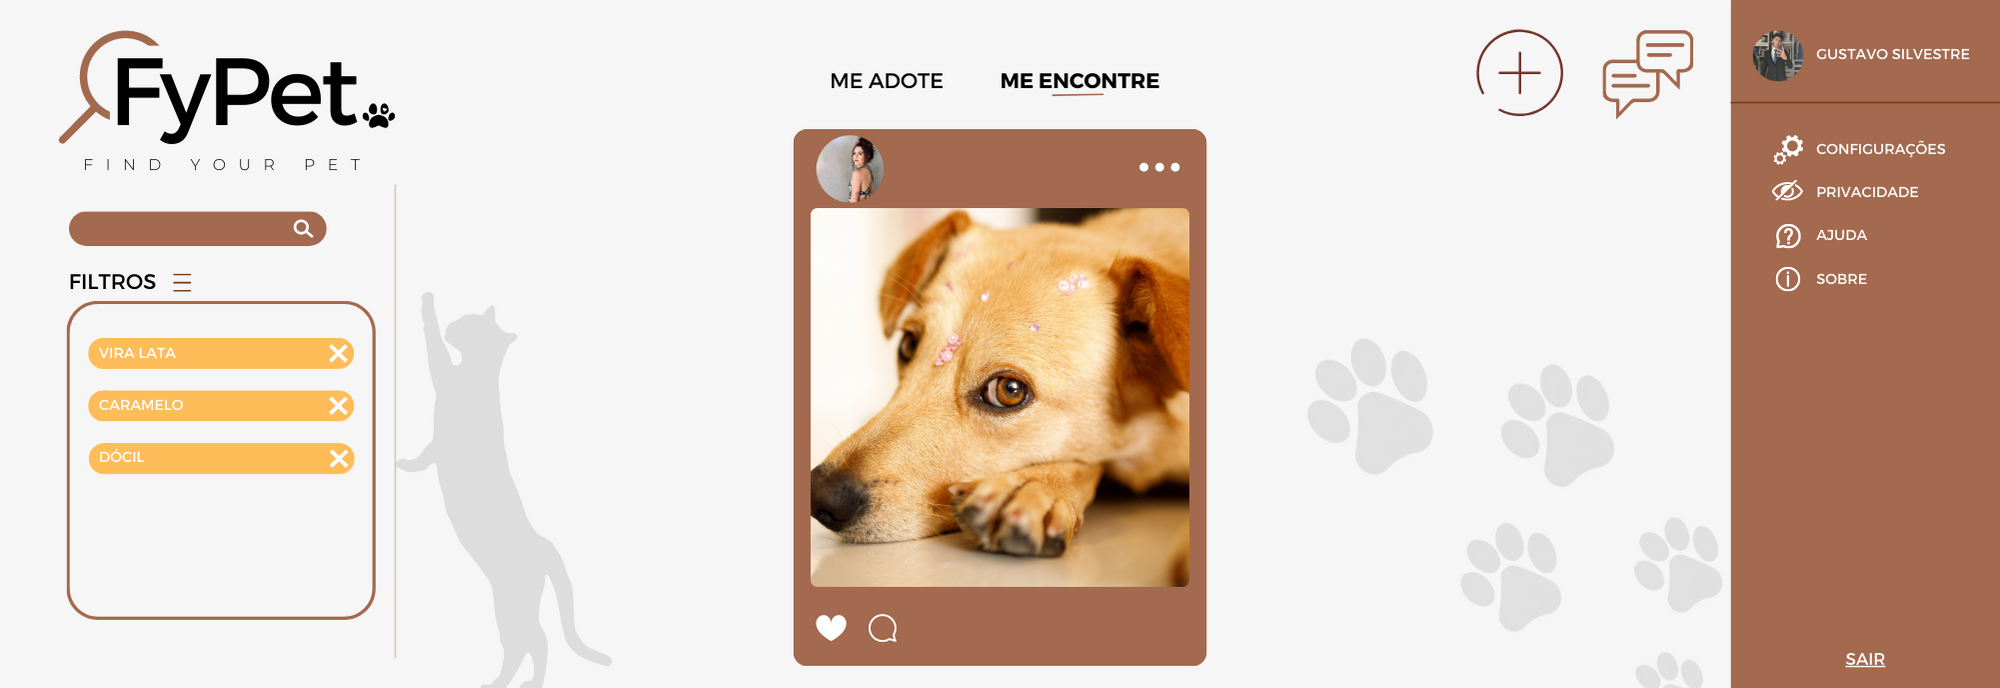 FyPet
FIND YOUR PET
FILTROS
VIRA LATA
CARAMELO
DÓCIL
ME ADOTE
ME ENCONTRE
GUSTAVO SILVESTRE
CONFIGURAÇÕES
PRIVACIDADE
AJUDA
SOBRE
SAIR